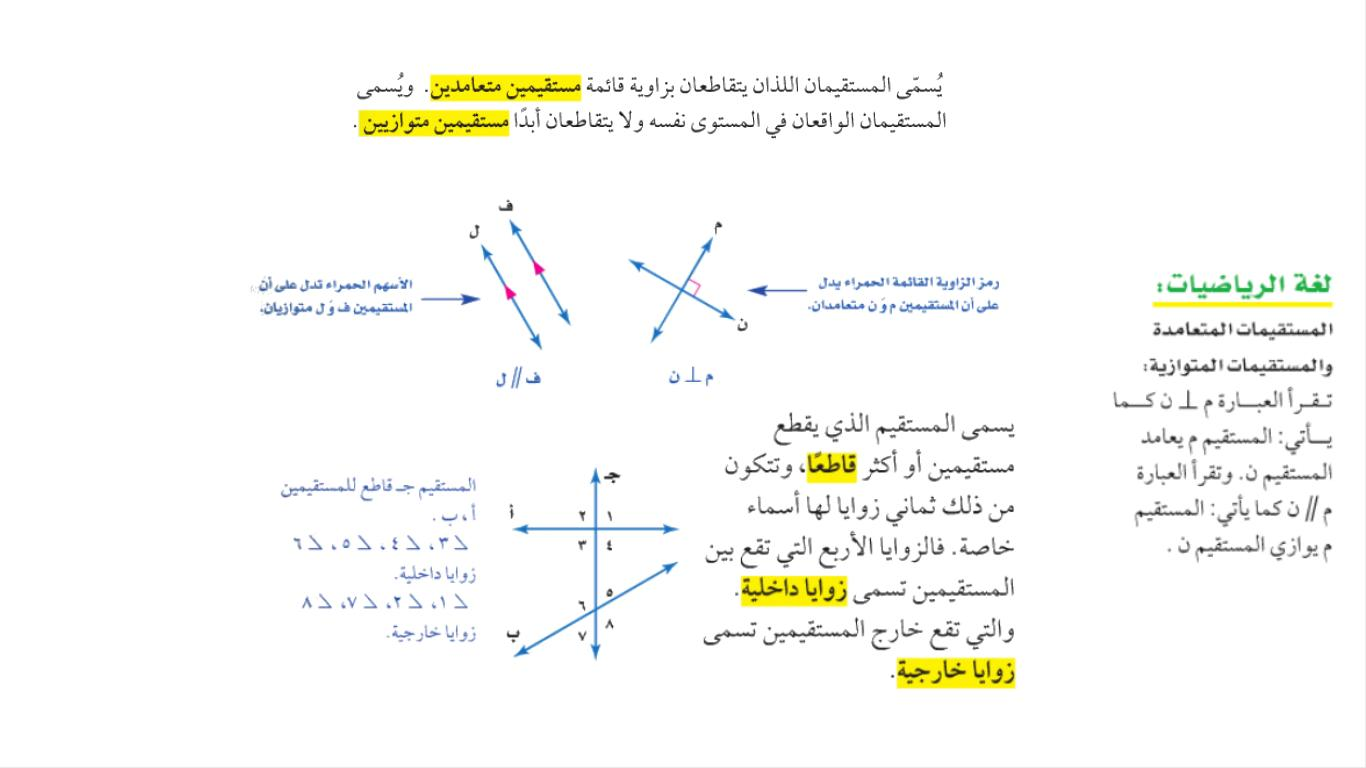 يُسمّى المستقيمان اللذان يتقاطعان بزاوية قائمة مستقيمين متعامدين. ويُسمى
المستقيمان الواقعان في المستوى نفسه ولا يتقاطعان أبدًا مستقيمين متوازيين .
م
ن
رمز الزاوية القائمة الحمراء يدل
على أن المستقيمين م وَ ن متعامدان.
م ⊥ ن
ف
ل
الأسهم الحمراء تدل على أن
المستقيمين ف وَ ل متوازيان.
ف // ل
لغة الرياضيات:
المستقيمات المتعامدة
والمستقيمات المتوازية:
تـقـرأ العبـــارة م ⊥ ن كـــما
يـــأتي: المستقيم م يعامد
المستقيم ن. وتقرأ العبارة
م // ن كما يأتي: المستقيم
م يوازي المستقيم ن .
يسمى المستقيم الذي يقطع
مستقيمين أو أكثر قاطعًا، وتتكون
من ذلك ثماني زوايا لها أسماء
خاصة. فالزوايا الأربع التي تقع بين
المستقيمين تسمى زوايا داخلية.
والتي تقع خارج المستقيمين تسمى
زوايا خارجية.
جـ
أ
١ ٢
٤ ٣
٥
٦
٨
٧
ب
المستقيم جـ قاطع للمستقيمين
أ، ب .
∠٣، ∠٤، ∠٥، ∠٦
زوايا داخلية.
∠١، ∠٢، ∠٧، ∠٨
زوايا خارجية.